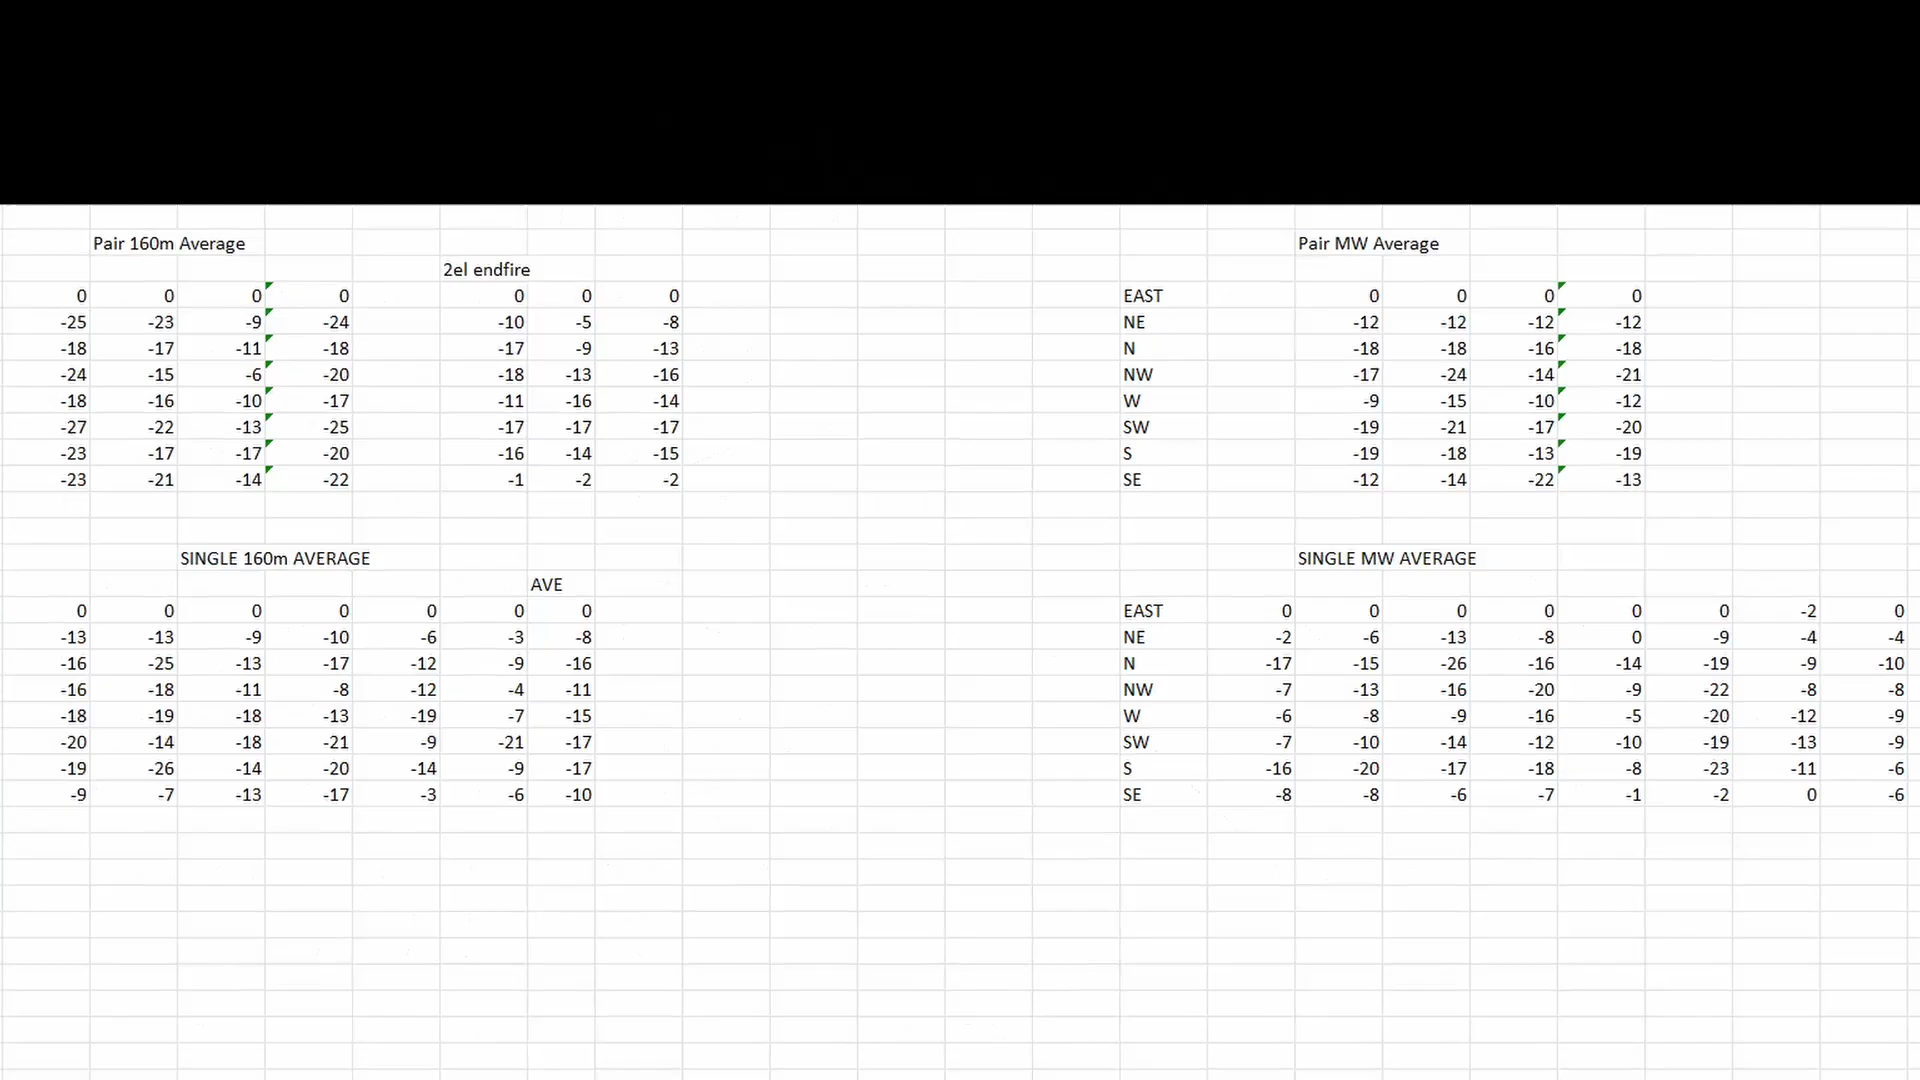 Pair 160m Average Pair MW Average
2el endfire
0 0 0 0 0 0 0 EAST 0 0 0 0
-25 -23 -9 -24 -10 -5 -8 NE -12 -12 -12 -12
-18 -17 -11 -18 -17 -9 -13 N -18 -18 -16 -18
-24 -15 -6 -20 -18 -13 -16 NW -17 -24 -14 -21
-18 -16 -10 -17 -11 -16 -14 W -9 -15 -10 -12
-27 -22 -13 -25 -17 -17 -17 SW -19 -21 -17 -20
-23 -17 -17 -20 -16 -14 -15 S -19 -18 -13 -19
-23 -21 -14 -22 -1 -2 -2 SE -12 -14 -22 -13
SINGLE 160m AVERAGE SINGLE MW AVERAGE
AVE
0 0 0 0 0 0 0 EAST 0 0 0 0 0 0 -2 0
-13 -13 -9 -10 -6 -3 -8 NE -2 -6 -13 -8 0 -9 -4 -4
-16 -25 -13 -17 -12 -9 -16 N -17 -15 -26 -16 -14 -19 -9 -10
-16 -18 -11 -8 -12 -4 -11 NW -7 -13 -16 -20 -9 -22 -8 -8
-18 -19 -18 -13 -19 -7 -15 W -6 -8 -9 -16 -5 -20 -12 -9
-20 -14 -18 -21 -9 -21 -17 SW -7 -10 -14 -12 -10 -19 -13 -9
-19 -26 -14 -20 -14 -9 -17 S -16 -20 -17 -18 -8 -23 -11 -6
-9 -7 -13 -17 -3 -6 -10 SE -8 -8 -6 -7 -1 -2 0 -6